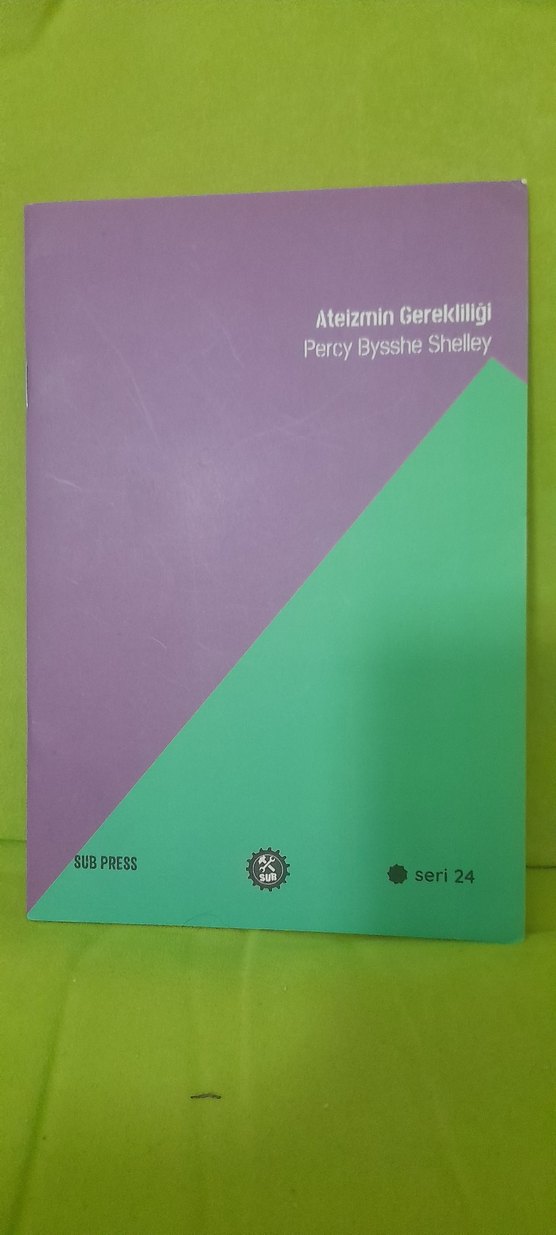 Ateizmin Gerekliliği
Percy Bysshe Shelley
SUB PRESS
SUB
seri 24